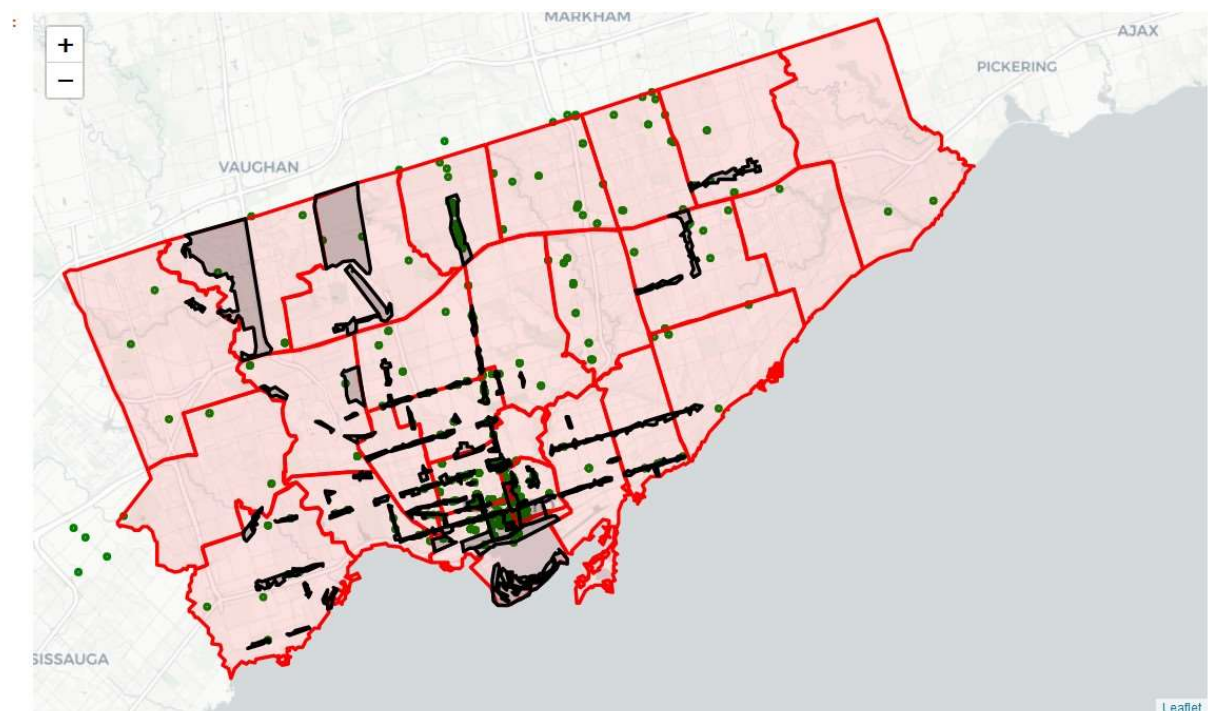 :
MARKHAM
AJAX
+
PICKERING
−
VAUGHAN
SISSAUGA
Leaflet